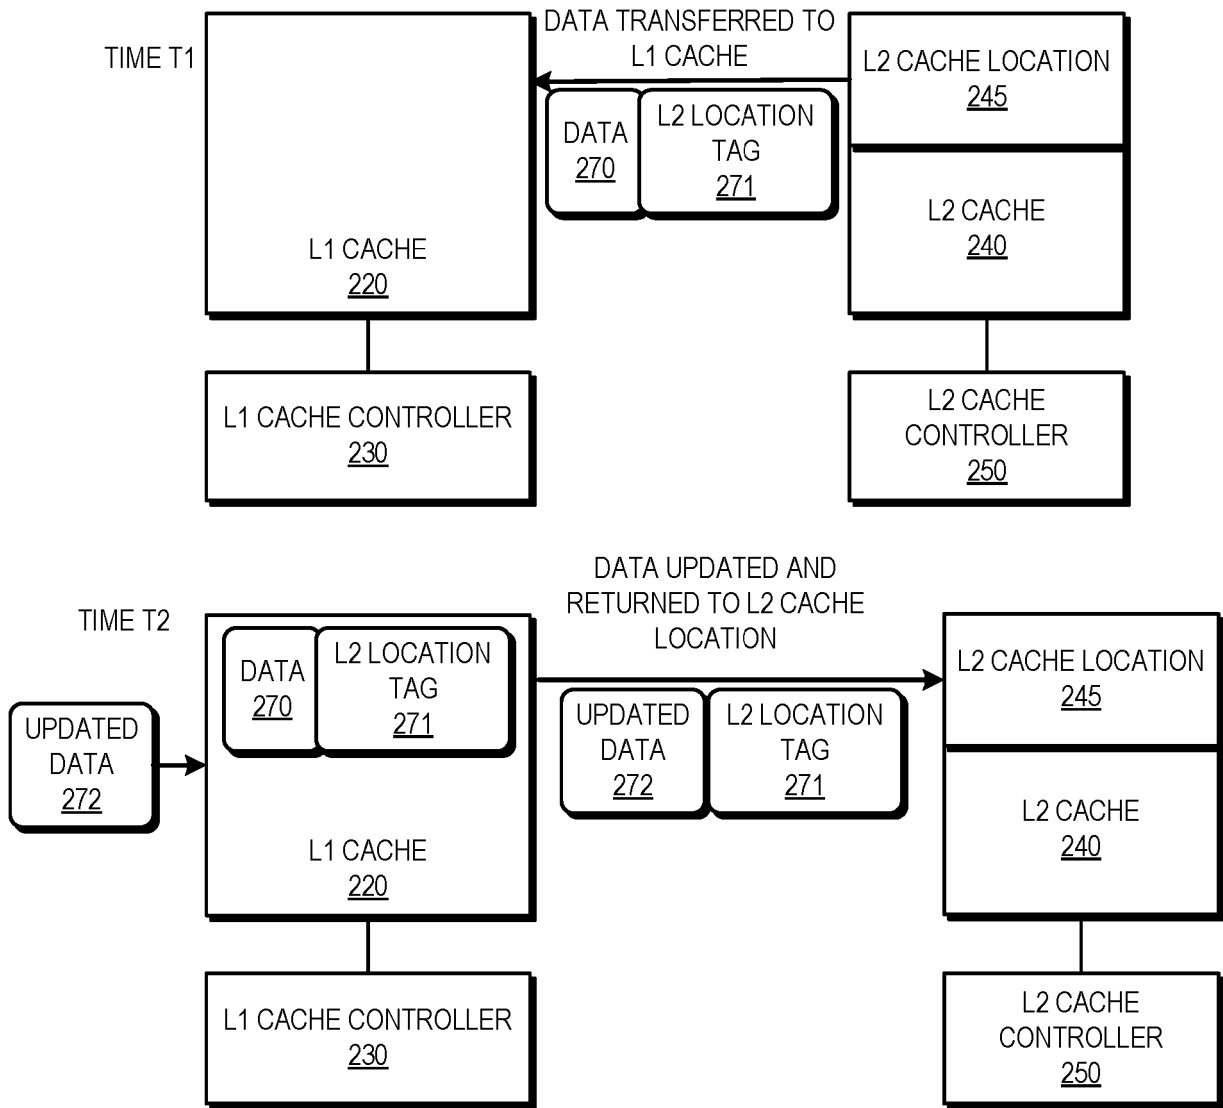 TIME T1
DATA TRANSFERRED TO
L1 CACHE
DATA
270
L2 LOCATION
TAG
271
L2 CACHE LOCATION
245
L2 CACHE
240
L1 CACHE
220
L1 CACHE CONTROLLER
230
L2 CACHE
CONTROLLER
250
TIME T2
DATA UPDATED AND
RETURNED TO L2 CACHE
LOCATION
UPDATED
DATA
272
DATA
270
L2 LOCATION
TAG
271
UPDATED
DATA
272
L2 LOCATION
TAG
271
L2 CACHE LOCATION
245
L2 CACHE
240
L1 CACHE
220
L1 CACHE CONTROLLER
230
L2 CACHE
CONTROLLER
250